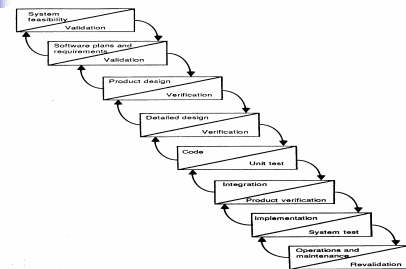 System
feasibility
Validation
Software plans and
requirements
Validation
Product design
Verification
Detailed design
Verification
Code
Unit test
Integration
Product verification
Implementation
System test
Operations and
maintenance
Revalidation